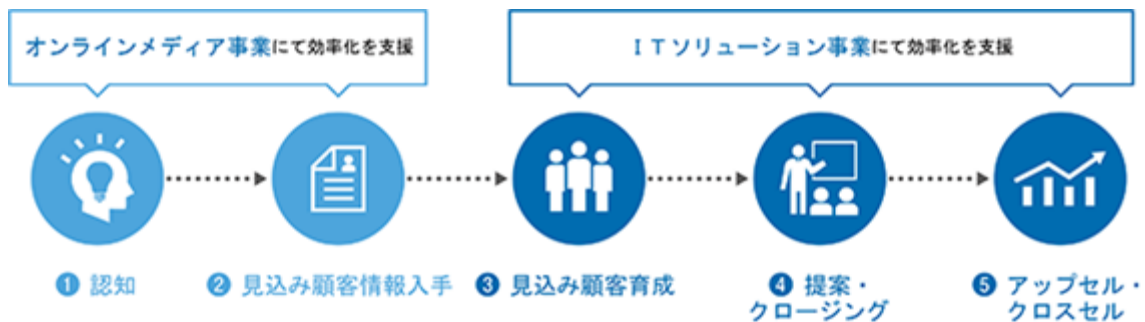 オンラインメディア事業にて効率化を支援
ITソリューション事業にて効率化を支援
❶ 認知
❷ 見込み顧客情報入手
❸ 見込み顧客育成
❹ 提案・
クロージング
❺ アップセル・
クロスセル